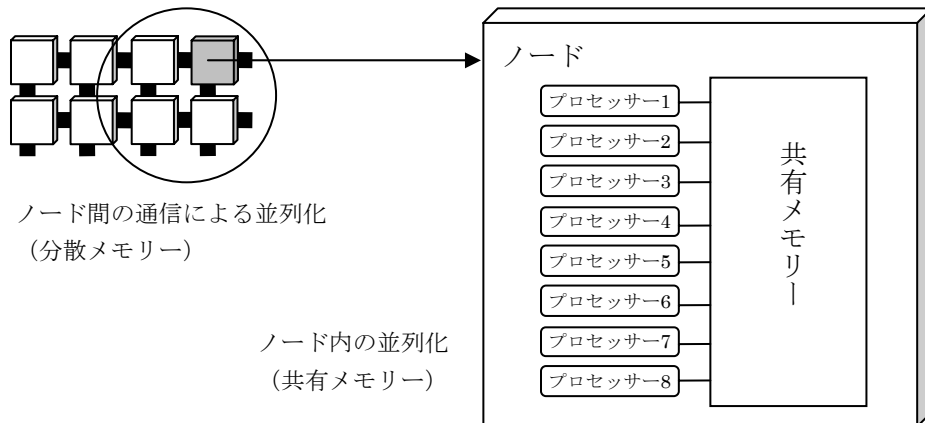 ノード間の通信による並列化
（分散メモリー）
ノード内の並列化
（共有メモリー）
ノード
プロセッサー1
プロセッサー2
プロセッサー3
プロセッサー4
プロセッサー5
プロセッサー6
プロセッサー7
プロセッサー8
共有メモリー